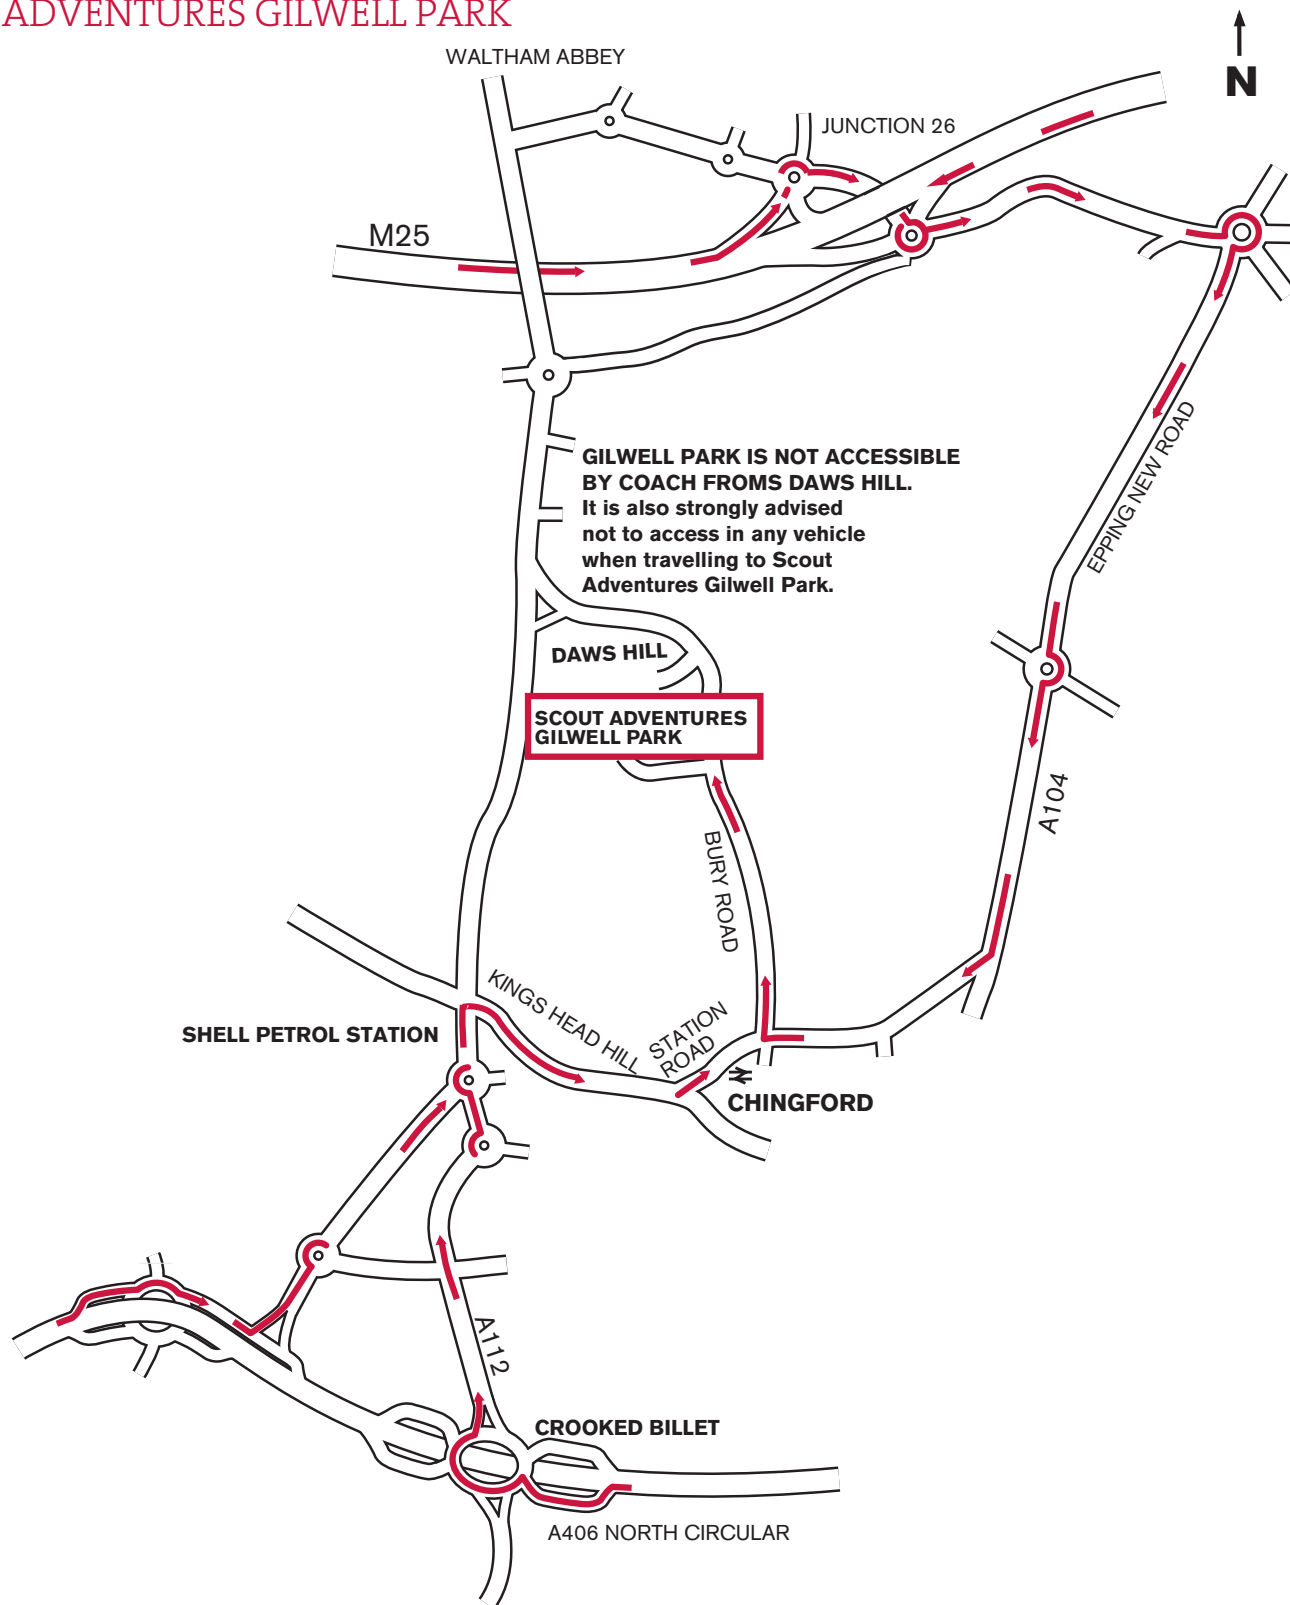 ADVENTURES GILWELL PARK
WALTHAM ABBEY
N
JUNCTION 26
M25
GILWELL PARK IS NOT ACCESSIBLE
BY COACH FROMS DAWS HILL.
It is also strongly advised
not to access in any vehicle
when travelling to Scout
Adventures Gilwell Park.
EPPING NEW ROAD
DAWS HILL
SCOUT ADVENTURES
GILWELL PARK
A104
BURY ROAD
KINGS HEAD HILL
STATION
ROAD
SHELL PETROL STATION
CHINGFORD
A112
CROOKED BILLET
A406 NORTH CIRCULAR